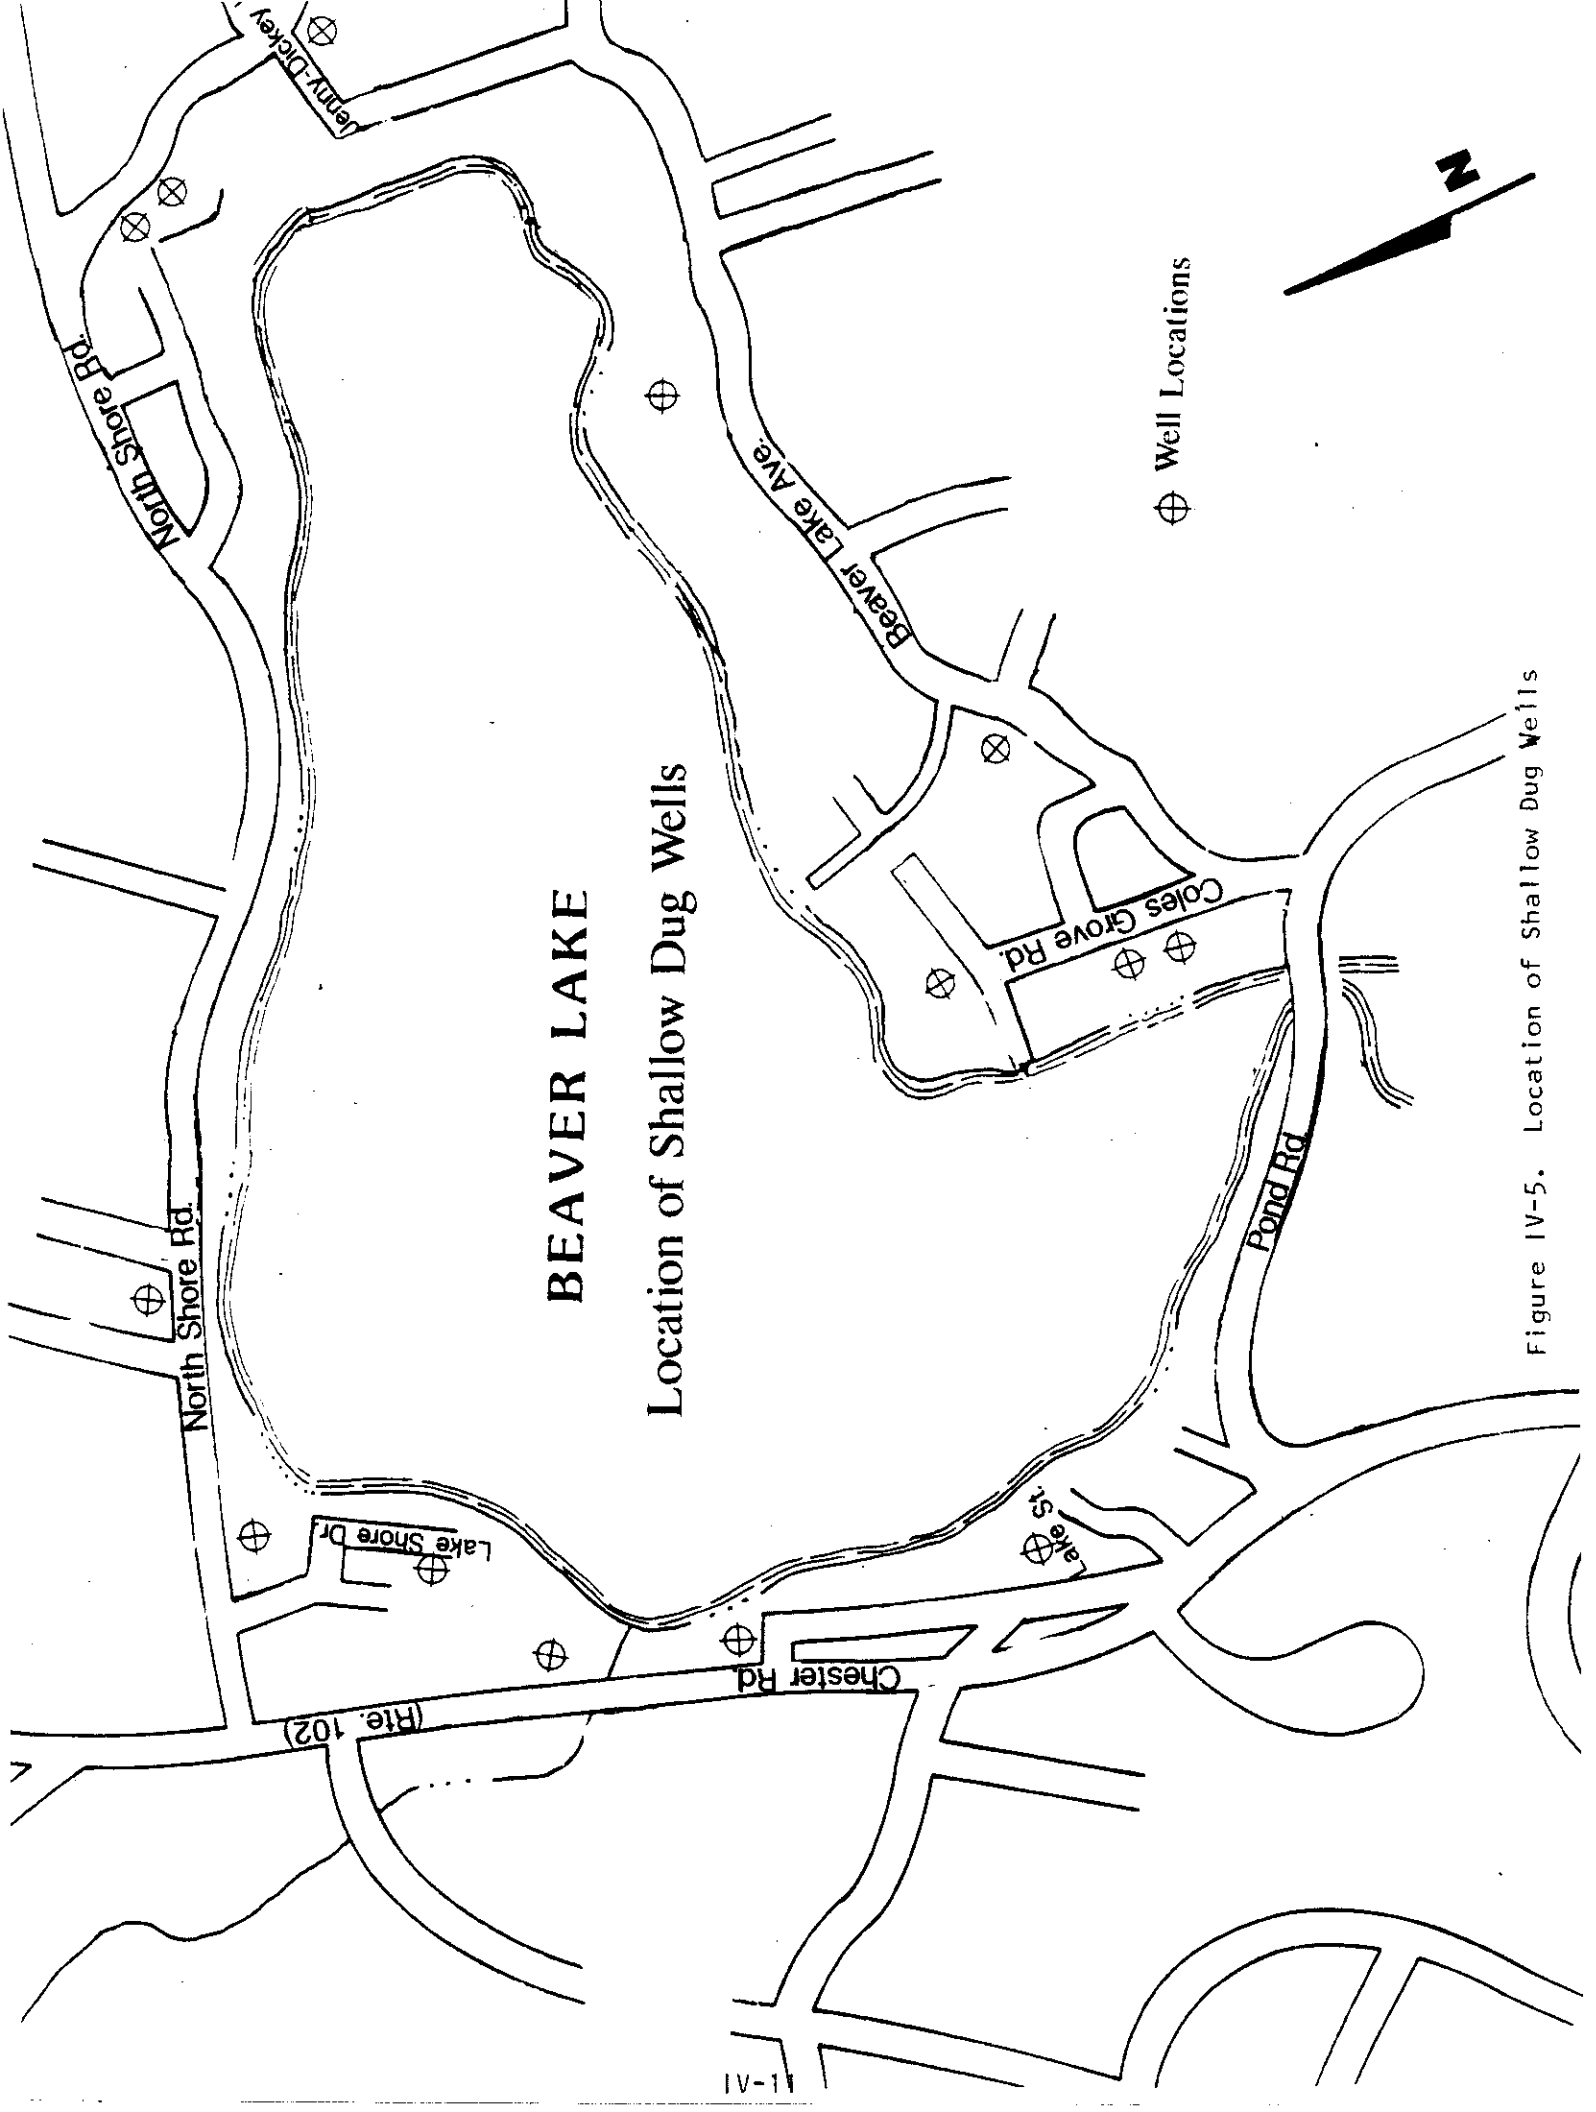 BEAVER LAKE
Location of Shallow Dug Wells
North Shore Rd.
North Shore Rd.
Jenny-Dickey
Beaver Lake Ave.
Coles Grove Rd.
Pond Rd.
Lake St.
Lake Shore Dr.
Chester Rd.
(Rte. 102)
N
Well Locations
Figure IV-5. Location of Shallow Dug Wells
IV-11